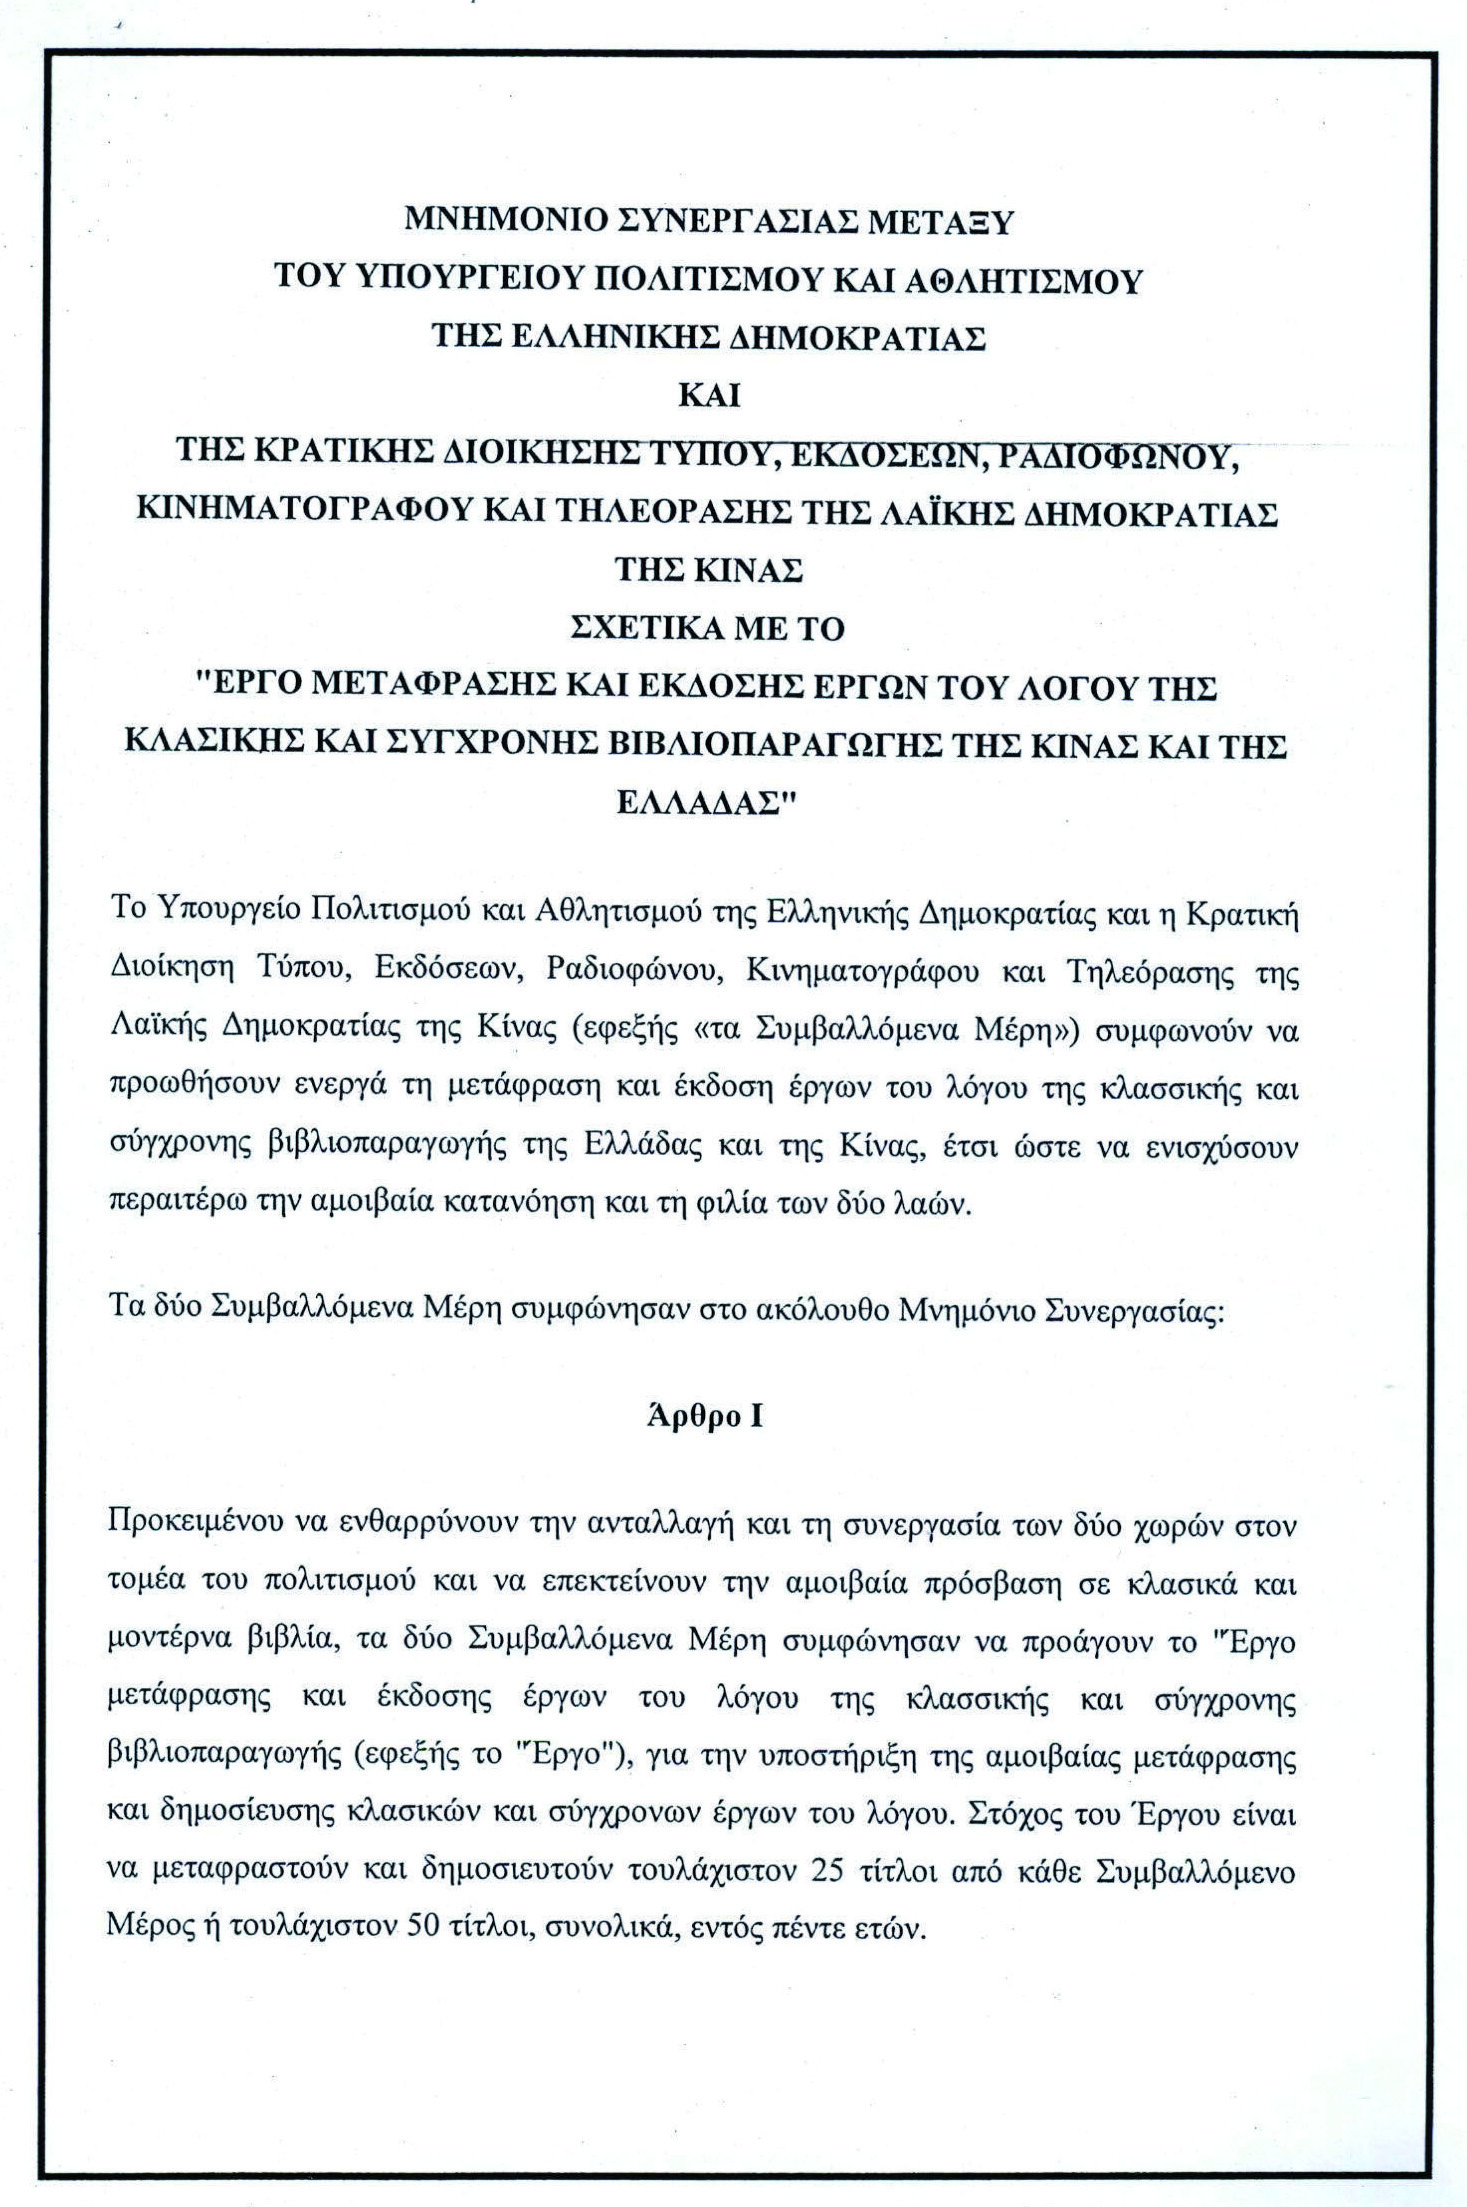 ΜΝΗΜΟΝΙΟ ΣΥΝΕΡΓΑΣΙΑΣ ΜΕΤΑΞΥ
ΤΟΥ ΥΠΟΥΡΓΕΙΟΥ ΠΟΛΙΤΙΣΜΟΥ ΚΑΙ ΑΘΛΗΤΙΣΜΟΥ
ΤΗΣ ΕΛΛΗΝΙΚΗΣ ΔΗΜΟΚΡΑΤΙΑΣ
ΚΑΙ
ΤΗΣ ΚΡΑΤΙΚΗΣ ΔΙΟΙΚΗΣΗΣ ΤΥΠΟΥ, ΕΚΔΟΣΕΩΝ, ΡΑΔΙΟΦΩΝΟΥ,
ΚΙΝΗΜΑΤΟΓΡΑΦΟΥ ΚΑΙ ΤΗΛΕΟΡΑΣΗΣ ΤΗΣ ΛΑΪΚΗΣ ΔΗΜΟΚΡΑΤΙΑΣ
ΤΗΣ ΚΙΝΑΣ
ΣΧΕΤΙΚΑ ΜΕ ΤΟ
"ΕΡΓΟ ΜΕΤΑΦΡΑΣΗΣ ΚΑΙ ΕΚΔΟΣΗΣ ΕΡΓΩΝ ΤΟΥ ΛΟΓΟΥ ΤΗΣ
ΚΛΑΣΙΚΗΣ ΚΑΙ ΣΥΓΧΡΟΝΗΣ ΒΙΒΛΙΟΠΑΡΑΓΩΓΗΣ ΤΗΣ ΚΙΝΑΣ ΚΑΙ ΤΗΣ
ΕΛΛΑΔΑΣ"
Το Υπουργείο Πολιτισμού και Αθλητισμού της Ελληνικής Δημοκρατίας και η Κρατική
Διοίκηση Τύπου, Εκδόσεων, Ραδιοφώνου, Κινηματογράφου και Τηλεόρασης της
Λαϊκής Δημοκρατίας της Κίνας (εφεξής «τα Συμβαλλόμενα Μέρη») συμφωνούν να
προωθήσουν ενεργά τη μετάφραση και έκδοση έργων του λόγου της κλασσικής και
σύγχρονης βιβλιοπαραγωγής της Ελλάδας και της Κίνας, έτσι ώστε να ενισχύσουν
περαιτέρω την αμοιβαία κατανόηση και τη φιλία των δύο λαών.
Τα δύο Συμβαλλόμενα Μέρη συμφώνησαν στο ακόλουθο Μνημόνιο Συνεργασίας:
Άρθρο Ι
Προκειμένου να ενθαρρύνουν την ανταλλαγή και τη συνεργασία των δύο χωρών στον
τομέα του πολιτισμού και να επεκτείνουν την αμοιβαία πρόσβαση σε κλασικά και
μοντέρνα βιβλία, τα δύο Συμβαλλόμενα Μέρη συμφώνησαν να προάγουν το "Έργο
μετάφρασης και έκδοσης έργων του λόγου της κλασσικής και σύγχρονης
βιβλιοπαραγωγής (εφεξής το "Έργο"), για την υποστήριξη της αμοιβαίας μετάφρασης
και δημοσίευσης κλασικών και σύγχρονων έργων του λόγου. Στόχος του Έργου είναι
να μεταφραστούν και δημοσιευτούν τουλάχιστον 25 τίτλοι από κάθε Συμβαλλόμενο
Μέρος ή τουλάχιστον 50 τίτλοι, συνολικά, εντός πέντε ετών.